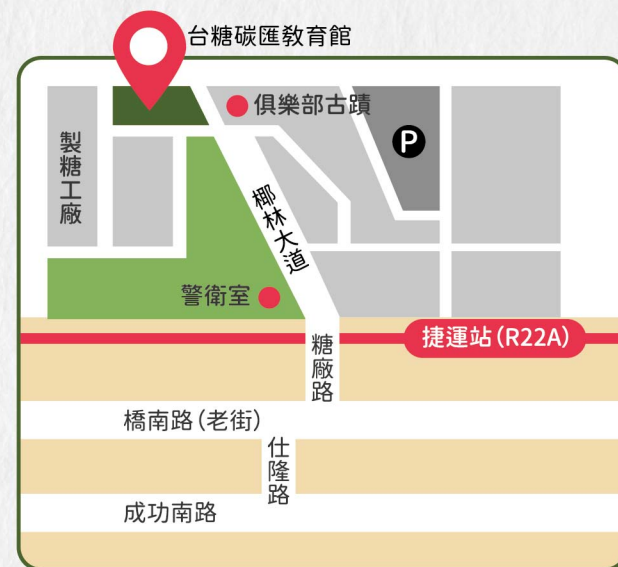 台糖碳匯教育館
俱樂部古蹟
P
製糖工廠
椰林大道
警衛室
捷運站(R22A)
糖廠路
橋南路(老街)
仕隆路
成功南路